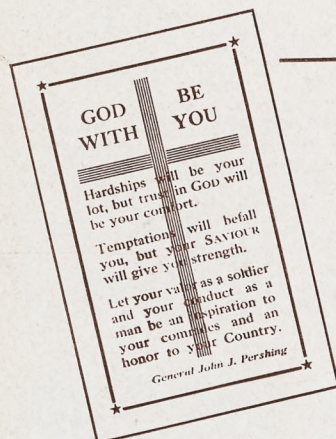 GOD BE
WITH YOU
Hardships will be your
lot, but trust in GOD will
be your comfort.
Temptations will befall
you, but your SAVIOUR
will give you strength.
Let your valor as a soldier
and your conduct as a
man be an inspiration to
your comrades and an
honor to your Country.
General John J. Pershing